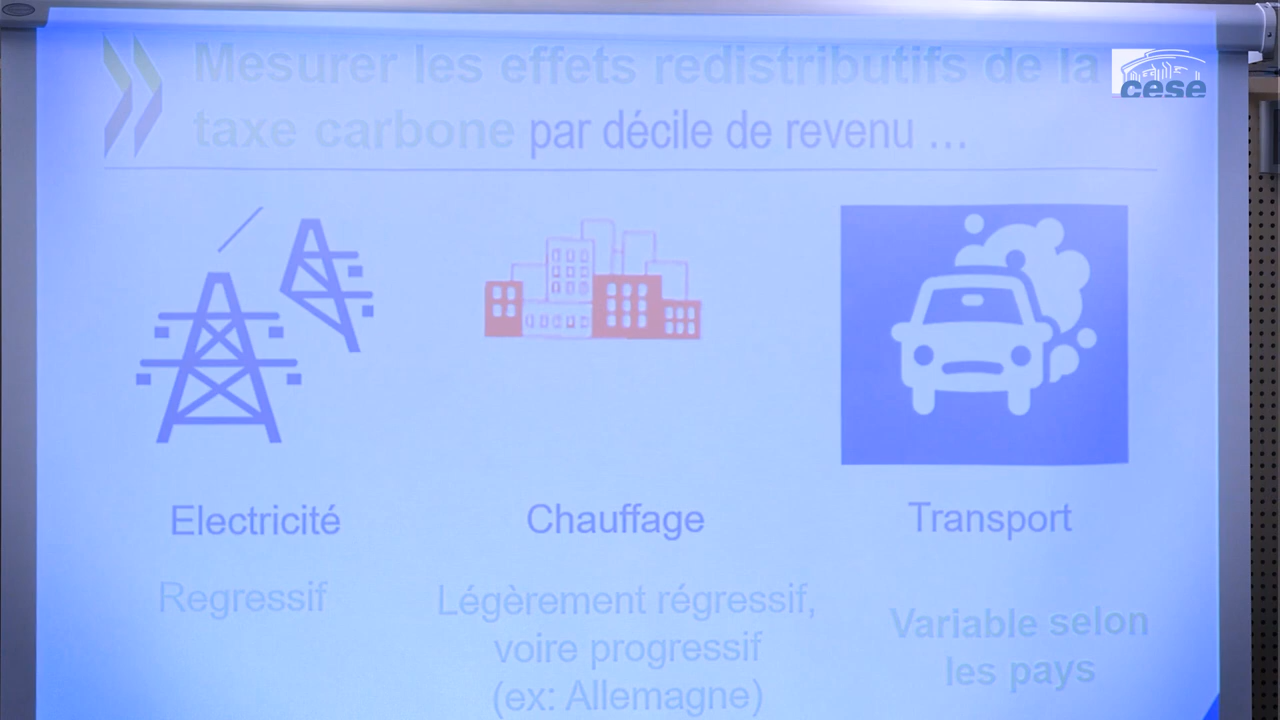 Mesurer les effets redistributifs de la
taxe carbone par décile de revenu ...
cese
Electricité
Chauffage
Transport
Regressif
Légèrement régressif,
voire progressif
(ex: Allemagne)
Variable selon
les pays